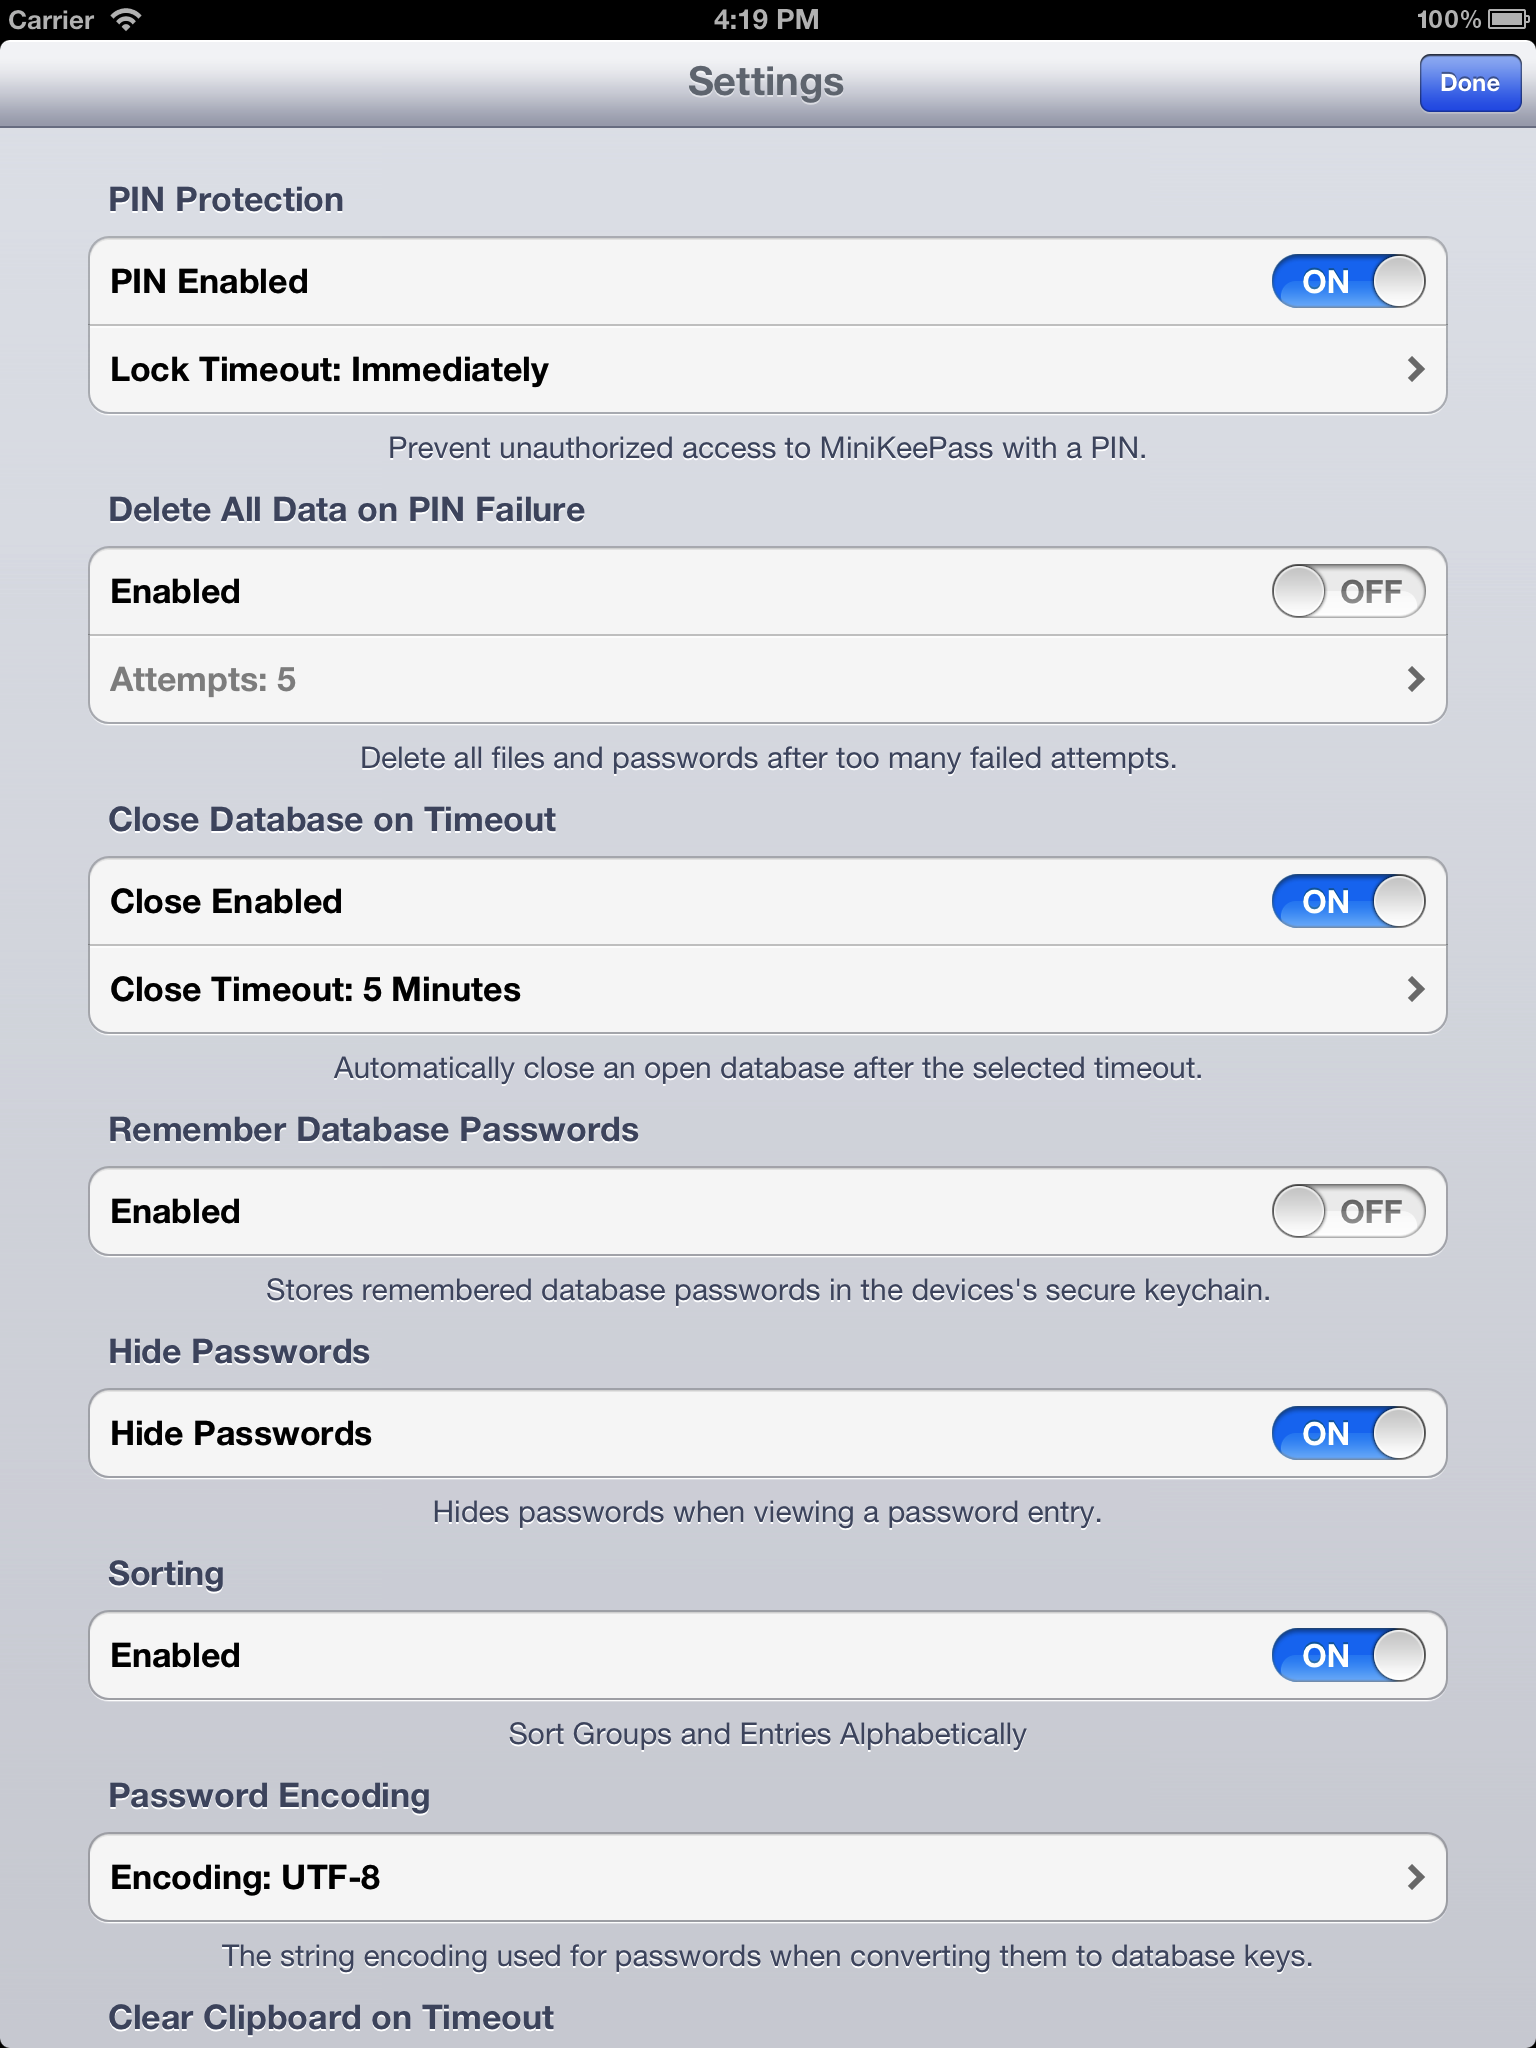 Carrier 4:19 PM 100%
Settings Done
PIN Protection
PIN Enabled ON
Lock Timeout: Immediately
Prevent unauthorized access to MiniKeePass with a PIN.
Delete All Data on PIN Failure
Enabled OFF
Attempts: 5
Delete all files and passwords after too many failed attempts.
Close Database on Timeout
Close Enabled ON
Close Timeout: 5 Minutes
Automatically close an open database after the selected timeout.
Remember Database Passwords
Enabled OFF
Stores remembered database passwords in the devices's secure keychain.
Hide Passwords
Hide Passwords ON
Hides passwords when viewing a password entry.
Sorting
Enabled ON
Sort Groups and Entries Alphabetically
Password Encoding
Encoding: UTF-8
The string encoding used for passwords when converting them to database keys.
Clear Clipboard on Timeout